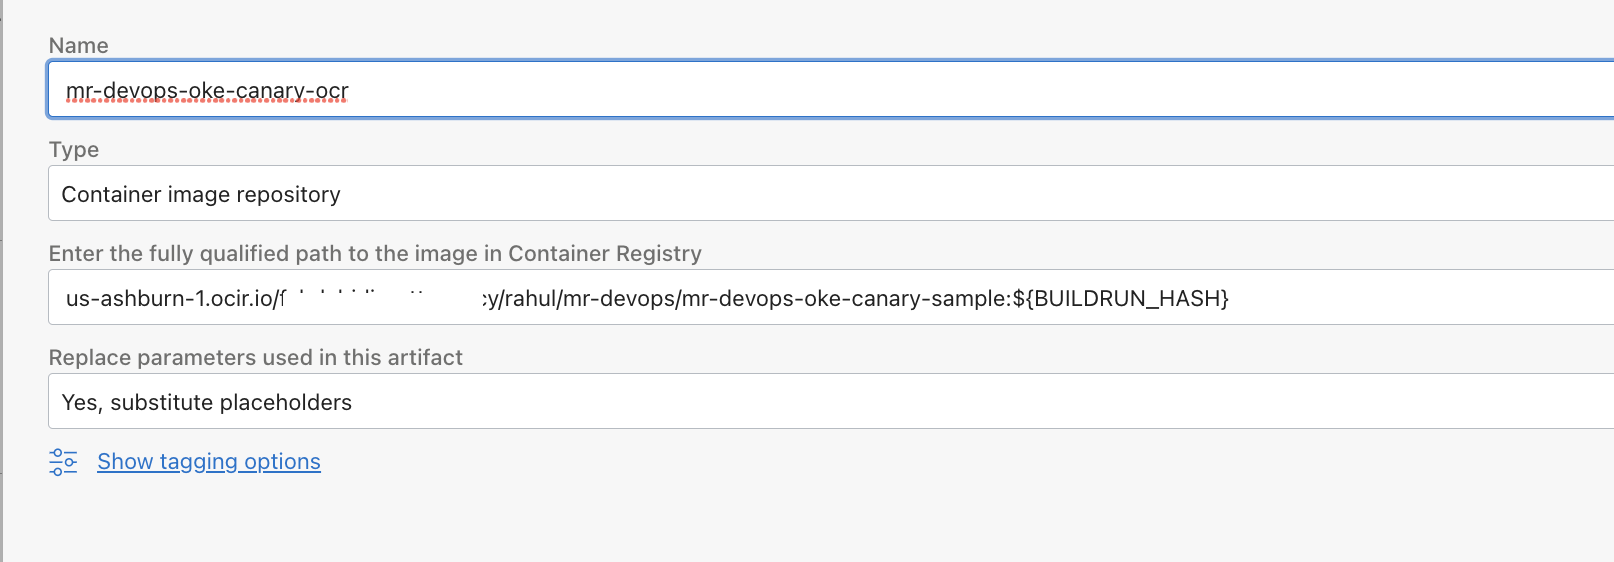 Name
mr-devops-oke-canary-ocr
Type
Container image repository
Enter the fully qualified path to the image in Container Registry
us-ashburn-1.ocir.io/ /rahul/mr-devops/mr-devops-oke-canary-sample:${BUILDRUN_HASH}
Replace parameters used in this artifact
Yes, substitute placeholders
Show tagging options